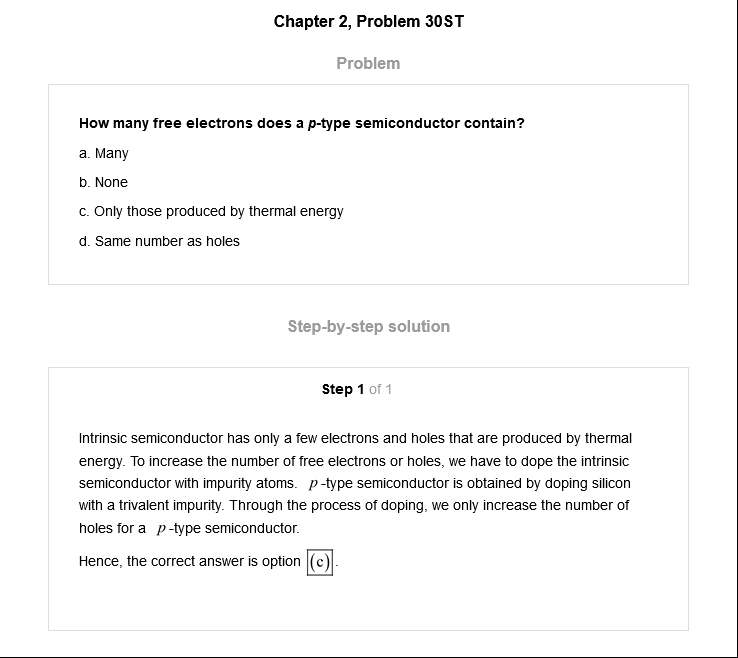 Chapter 2, Problem 30ST
Problem
How many free electrons does a p-type semiconductor contain?
a. Many
b. None
c. Only those produced by thermal energy
d. Same number as holes
Step-by-step solution
Step 1 of 1
Intrinsic semiconductor has only a few electrons and holes that are produced by thermal
energy. To increase the number of free electrons or holes, we have to dope the intrinsic
semiconductor with impurity atoms. p-type semiconductor is obtained by doping silicon
with a trivalent impurity. Through the process of doping, we only increase the number of
holes for a p-type semiconductor.
Hence, the correct answer is option (c).